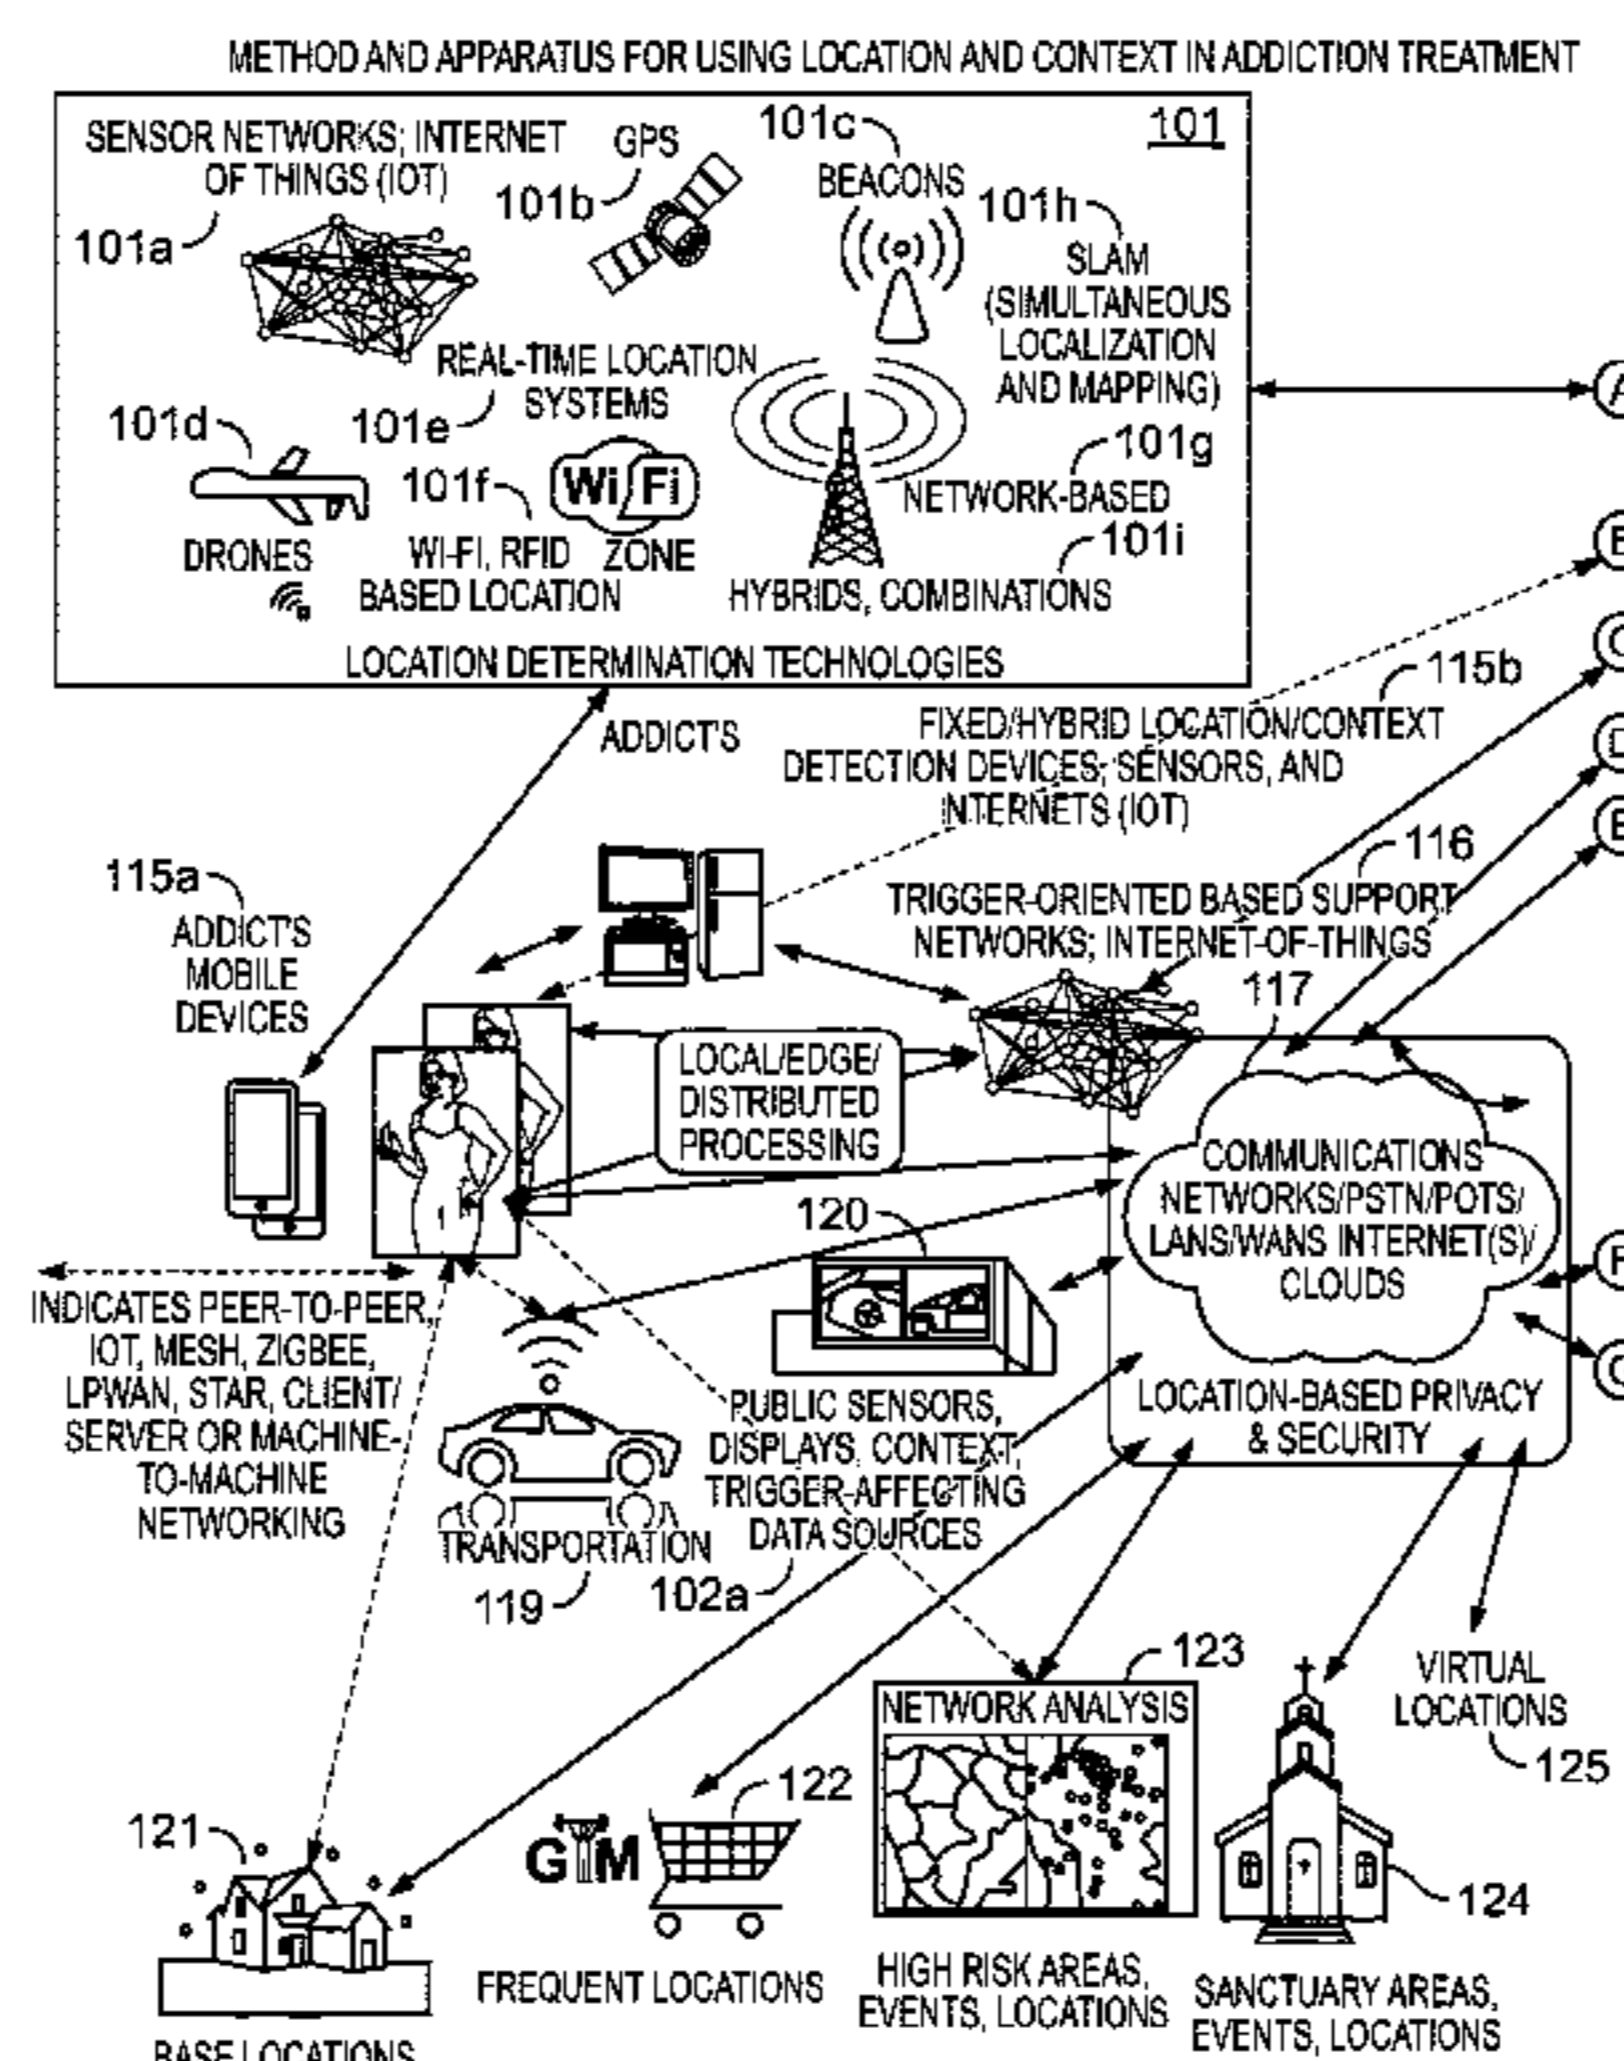 METHOD AND APPARATUS FOR USING LOCATION AND CONTEXT IN ADDICTION TREATMENT
101
SENSOR NETWORKS; INTERNET
OF THINGS (IOT)
101a
GPS
101b
101c
BEACONS
101h
SLAM
(SIMULTANEOUS
LOCALIZATION
AND MAPPING)
REAL-TIME LOCATION
SYSTEMS
101e
101d
DRONES
101f
Wi Fi
WI-FI, RFID ZONE
BASED LOCATION
101g
NETWORK-BASED
101i
HYBRIDS, COMBINATIONS
LOCATION DETERMINATION TECHNOLOGIES
A
B
C
D
E
ADDICT'S
115b
FIXED/HYBRID LOCATION/CONTEXT
DETECTION DEVICES, SENSORS, AND
INTERNETS (IOT)
115a
ADDICT'S
MOBILE
DEVICES
116
TRIGGER-ORIENTED BASED SUPPORT
NETWORKS; INTERNET-OF-THINGS
117
LOCAL/EDGE/
DISTRIBUTED
PROCESSING
COMMUNICATIONS
NETWORKS/PSTN/POTS/
LANS/WANS INTERNET(S)/
CLOUDS
LOCATION-BASED PRIVACY
& SECURITY
F
120
INDICATES PEER-TO-PEER,
IOT, MESH, ZIGBEE,
LPWAN, STAR, CLIENT/
SERVER OR MACHINE-
TO-MACHINE
NETWORKING
PUBLIC SENSORS,
DISPLAYS, CONTEXT,
TRIGGER-AFFECTING
DATA SOURCES
102a
TRANSPORTATION
119
123
NETWORK ANALYSIS
VIRTUAL
LOCATIONS
125
121
122
GYM
124
BASE LOCATIONS
FREQUENT LOCATIONS
HIGH RISK AREAS,
EVENTS, LOCATIONS
SANCTUARY AREAS,
EVENTS, LOCATIONS